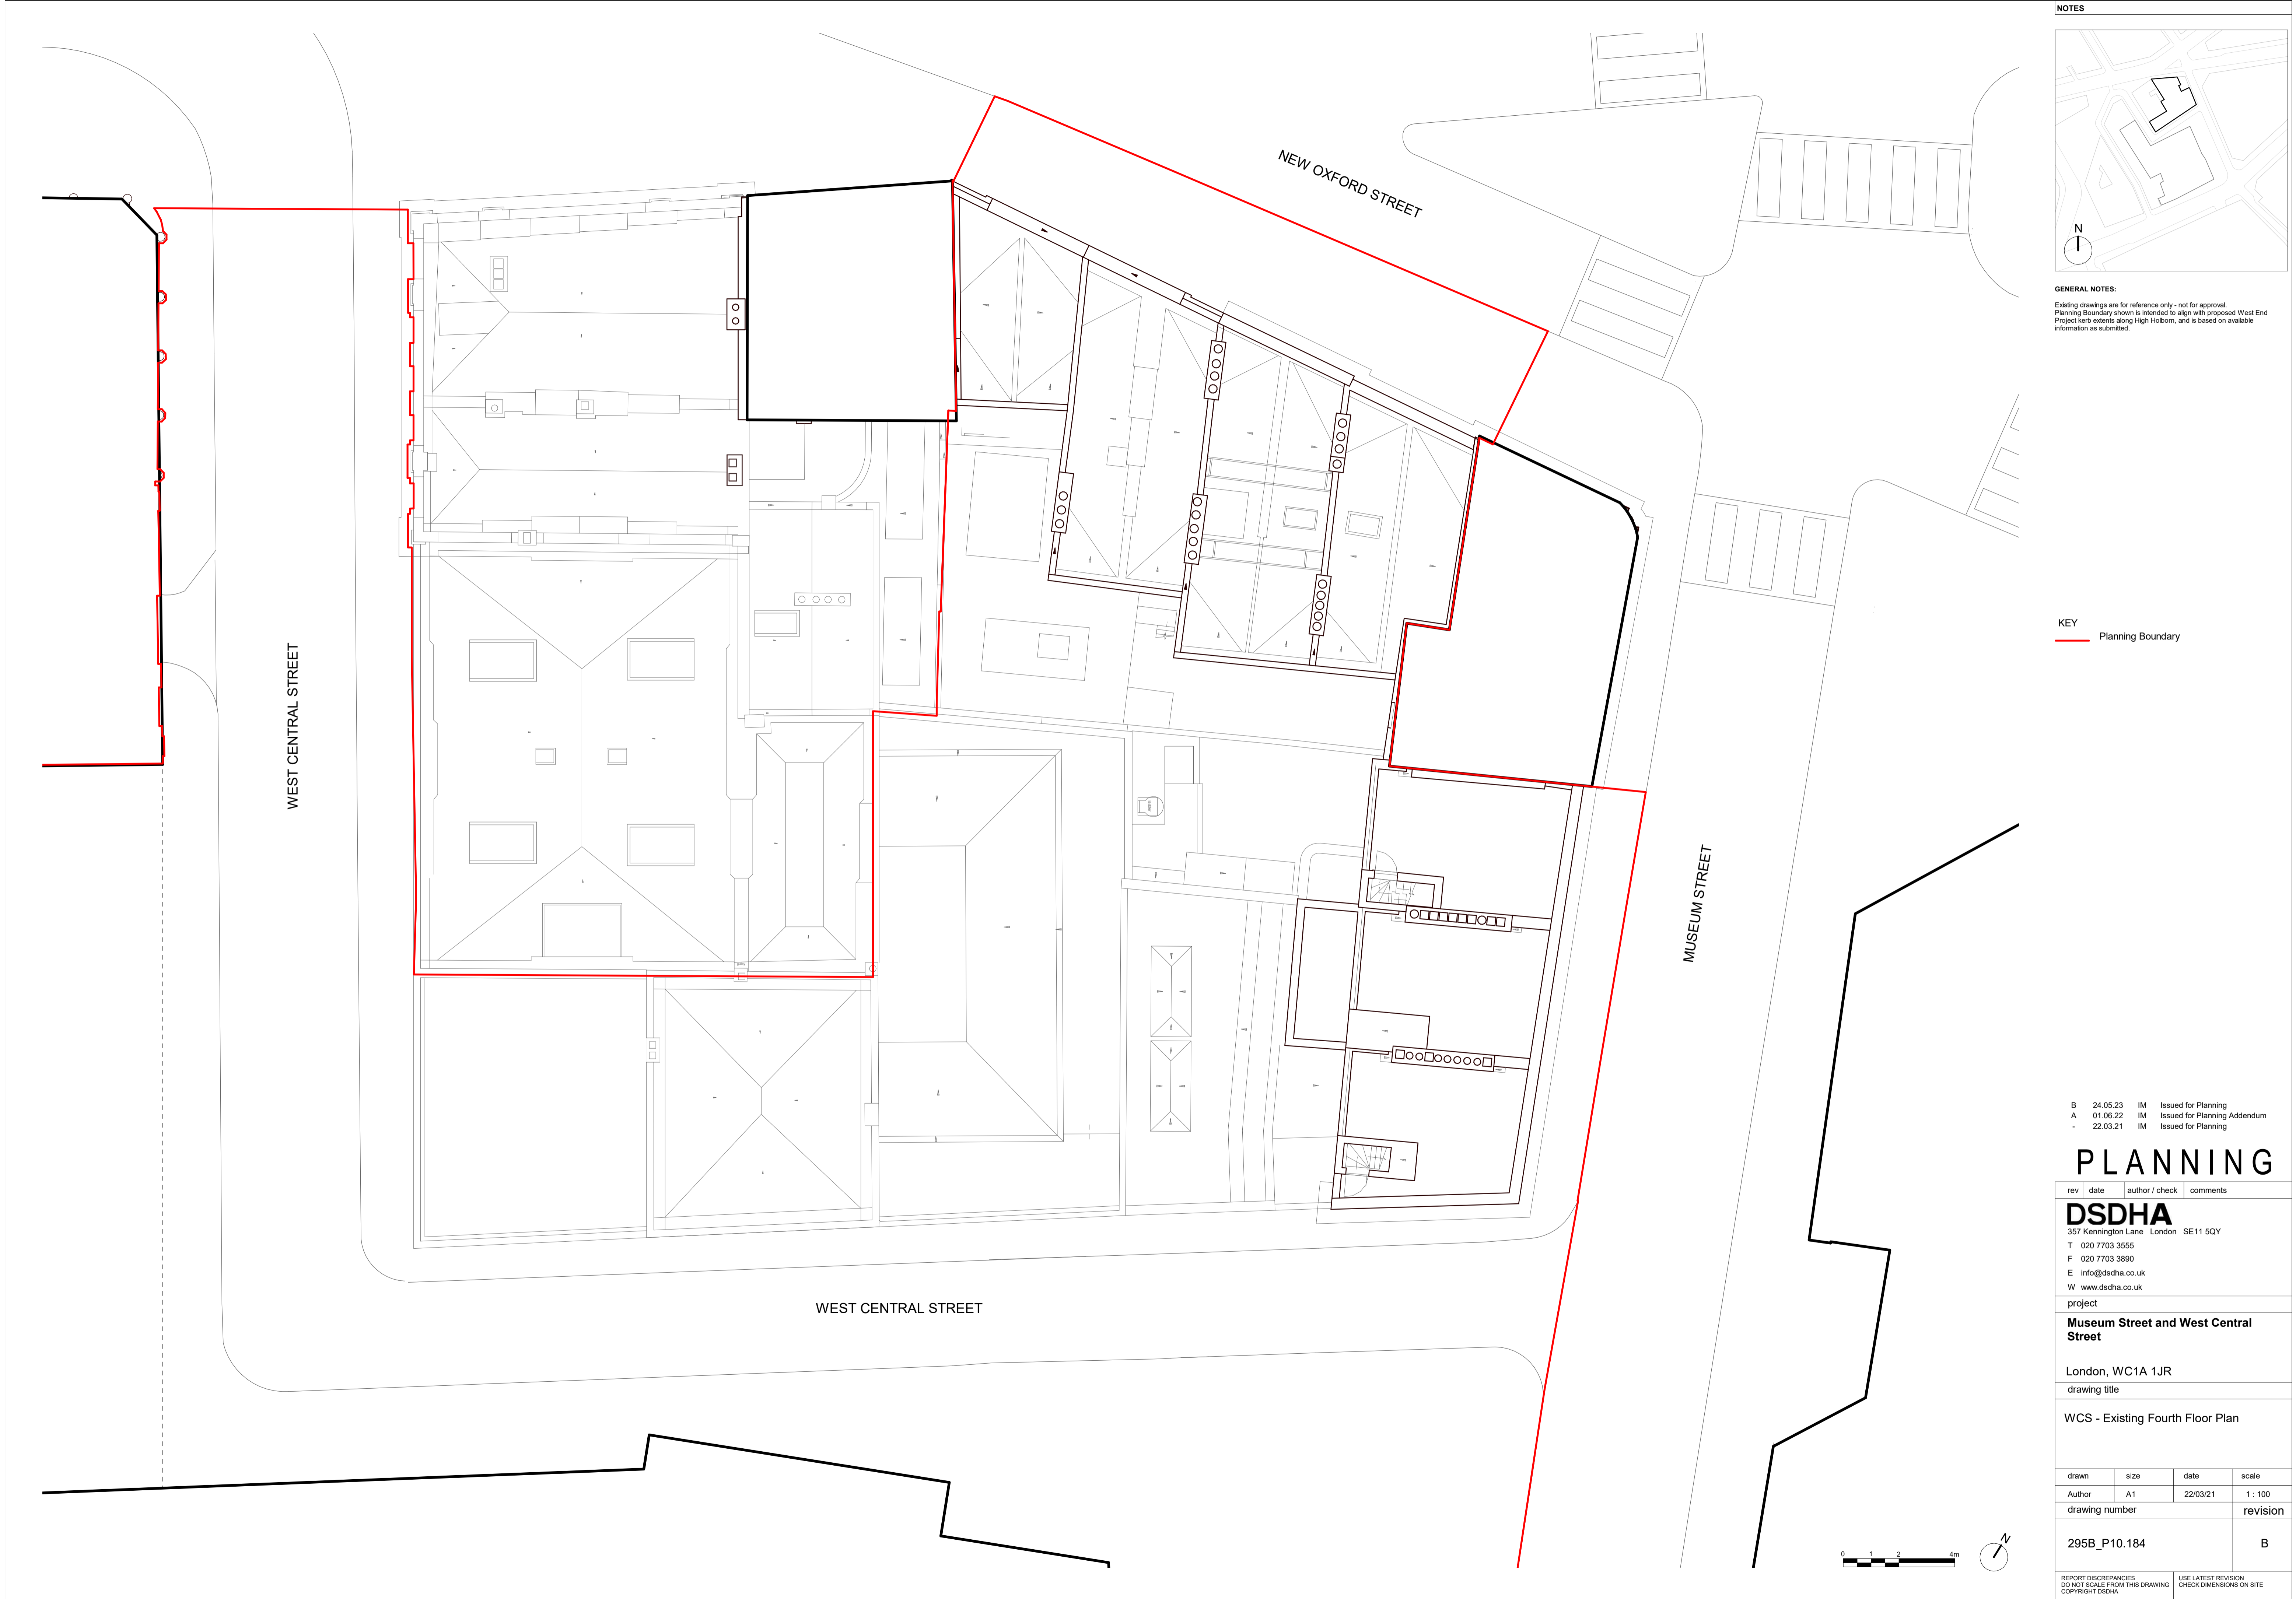 NEW OXFORD STREET
WEST CENTRAL STREET
MUSEUM STREET
WEST CENTRAL STREET
0 1 2 4m
N
NOTES
N
GENERAL NOTES:
Existing drawings are for reference only - not for approval.
Planning Boundary shown is intended to align with proposed West End
Project kerb extents along High Holborn, and is based on available
information as submitted.
KEY
Planning Boundary
B 24.05.23 IM Issued for Planning
A 01.06.22 IM Issued for Planning Addendum
- 22.03.21 IM Issued for Planning
PLANNING
rev date author / check comments
DSDHA
357 Kennington Lane London SE11 5QY
T 020 7703 3555
F 020 7703 3890
E info@dsdha.co.uk
W www.dsdha.co.uk
project
Museum Street and West Central
Street
London, WC1A 1JR
drawing title
WCS - Existing Fourth Floor Plan
drawn size date scale
Author A1 22/03/21 1 : 100
drawing number revision
295B_P10.184 B
REPORT DISCREPANCIES
DO NOT SCALE FROM THIS DRAWING
COPYRIGHT DSDHA
USE LATEST REVISION
CHECK DIMENSIONS ON SITE